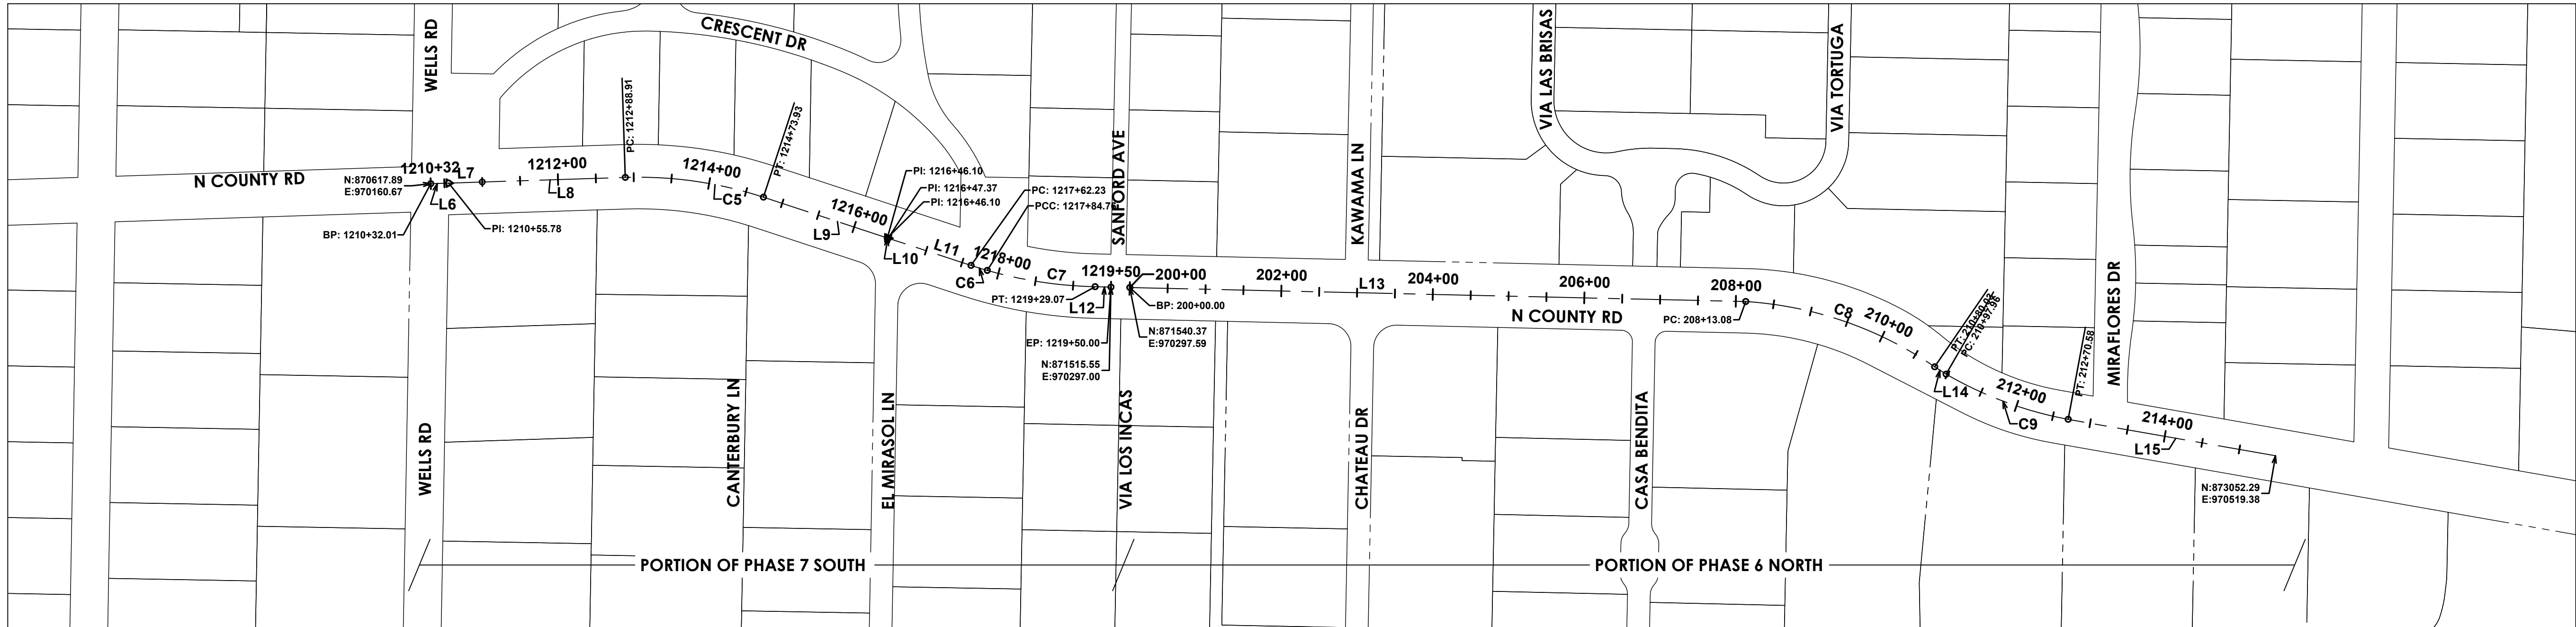 CRESCENT DR
WELLS RD
VIA LAS BRISAS
VIA TORTUGA
PC: 1212+88.91
PT: 1214+73.93
SANFORD AVE
KAWAMA LN
N COUNTY RD
1210+32
L7
1212+00
1214+00
N:870617.89
E:970160.67
L6
L8
C5
BP: 1210+32.01
PI: 1210+55.78
PI: 1216+46.10
PI: 1216+47.37
PI: 1216+46.10
PC: 1217+62.23
PCC: 1217+84.76
1216+00
L9
L10
L11
1218+00
C6
C7
1219+50
200+00
202+00
L13
204+00
206+00
208+00
PT: 1219+29.07
L12
BP: 200+00.00
N COUNTY RD
PC: 208+13.08
C8
210+00
PC: 210+97.96
MIRAFLORES DR
N:871540.37
E:970297.59
EP: 1219+50.00
N:871515.55
E:970297.00
PT: 212+70.58
L14
212+00
C9
214+00
L15
WELLS RD
CANTERBURY LN
EL MIRASOL LN
VIA LOS INCAS
CHATEAU DR
CASA BENDITA
N:873052.29
E:970519.38
PORTION OF PHASE 7 SOUTH
PORTION OF PHASE 6 NORTH